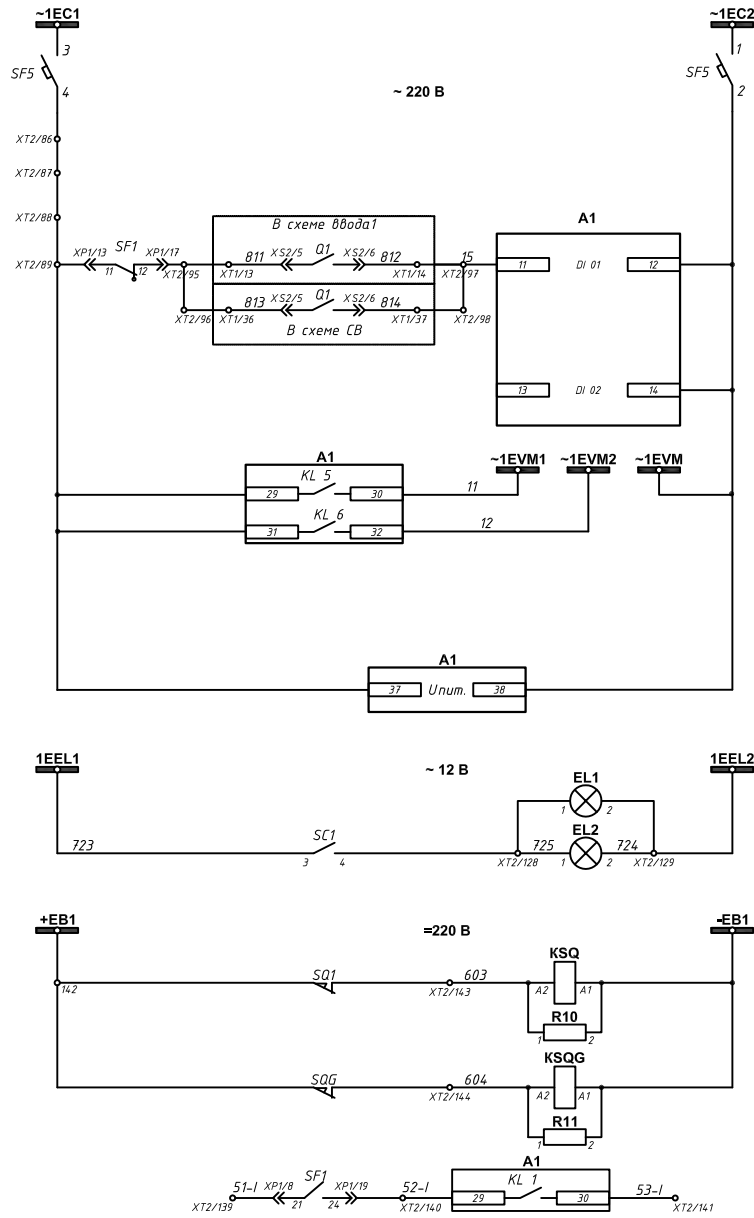 ~1EC1
~1EC2
3
1
SF5
SF5
4
2
~ 220 В
XT2/86
XT2/87
XT2/88
А1
В схеме ввода1
XP1/13
SF1
XP1/17
811
XS2/5
Q1
XS2/6
812
15
XT2/89
11
12
XT2/95
XT1/13
XT1/14
XT2/97
11
DI 01
12
813
XS2/5
Q1
XS2/6
814
XT2/96
XT1/36
XT1/37
XT2/98
В схеме СВ
13
DI 02
14
А1
~1EVM1
~1EVM2
~1EVM
KL 5
29
30
11
KL 6
31
32
12
А1
37
Uпит.
38
1EEL1
1EEL2
~ 12 В
EL1
1
2
EL2
723
SC1
3
4
725
1
2
724
XT2/128
XT2/129
+EB1
-EB1
=220 В
KSQ
SQ1
603
142
XT2/143
A2
A1
R10
1
2
KSQG
SQG
604
XT2/144
A2
A1
R11
1
2
А1
51-I
XP1/8
SF1
XP1/19
52-I
KL 1
53-I
XT2/139
21
24
XT2/140
29
30
XT2/141